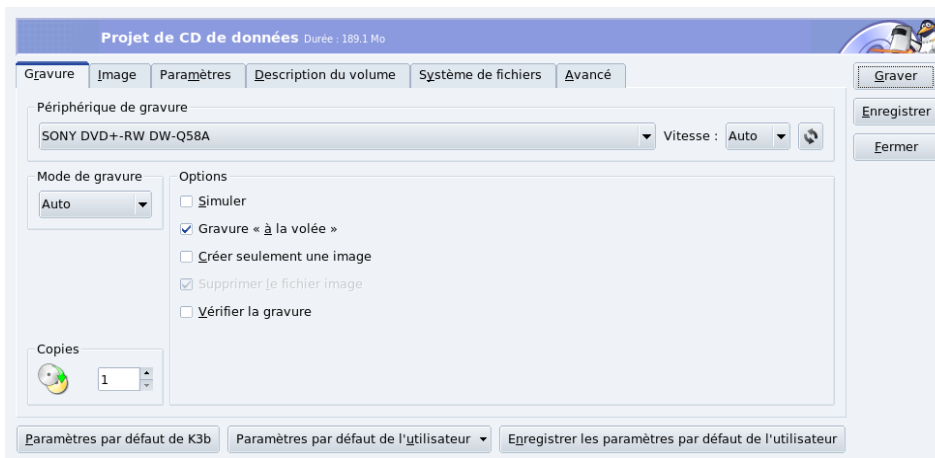 Projet de CD de données Durée : 189.1 Mo
Gravure Image Paramètres Description du volume Système de fichiers Avancé
Graver
Enregistrer
Fermer
Périphérique de gravure
SONY DVD+-RW DW-Q58A Vitesse : Auto
Mode de gravure
Auto
Options
Simuler
Gravure « à la volée »
Créer seulement une image
Supprimer le fichier image
Vérifier la gravure
Copies
1
Paramètres par défaut de K3b Paramètres par défaut de l'utilisateur Enregistrer les paramètres par défaut de l'utilisateur